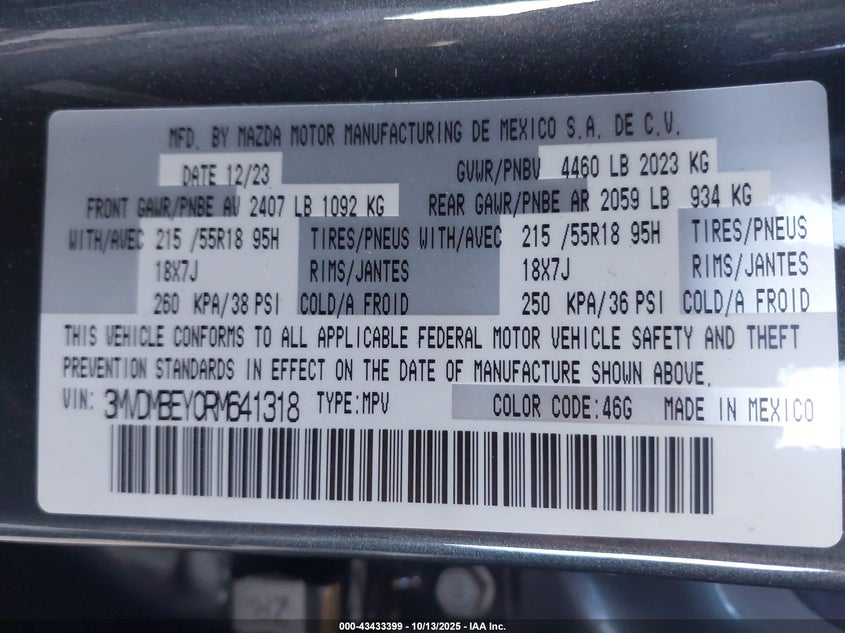 MFD. BY MAZDA MOTOR MANUFACTURING DE MEXICO S.A. DE C.V.
DATE 12/23 GVWR/PNBV 4460 LB 2023 KG
FRONT GAWR/PNBE AV 2407 LB 1092 KG REAR GAWR/PNBE AR 2059 LB 934 KG
WITH/AVEC 215 /55R18 95H TIRES/PNEUS WITH/AVEC 215 /55R18 95H TIRES/PNEUS
18X7J RIMS/JANTES 18X7J RIMS/JANTES
260 KPA/38 PSI COLD/A FROID 250 KPA/36 PSI COLD/A FROID
THIS VEHICLE CONFORMS TO ALL APPLICABLE FEDERAL MOTOR VEHICLE SAFETY AND THEFT
PREVENTION STANDARDS IN EFFECT ON THE DATE OF MANUFACTURE SHOWN ABOVE.
VIN: 3MVDMBEY0RM641318 TYPE:MPV COLOR CODE:46G MADE IN MEXICO
000-43433399 - 10/13/2025 - IAA Inc.